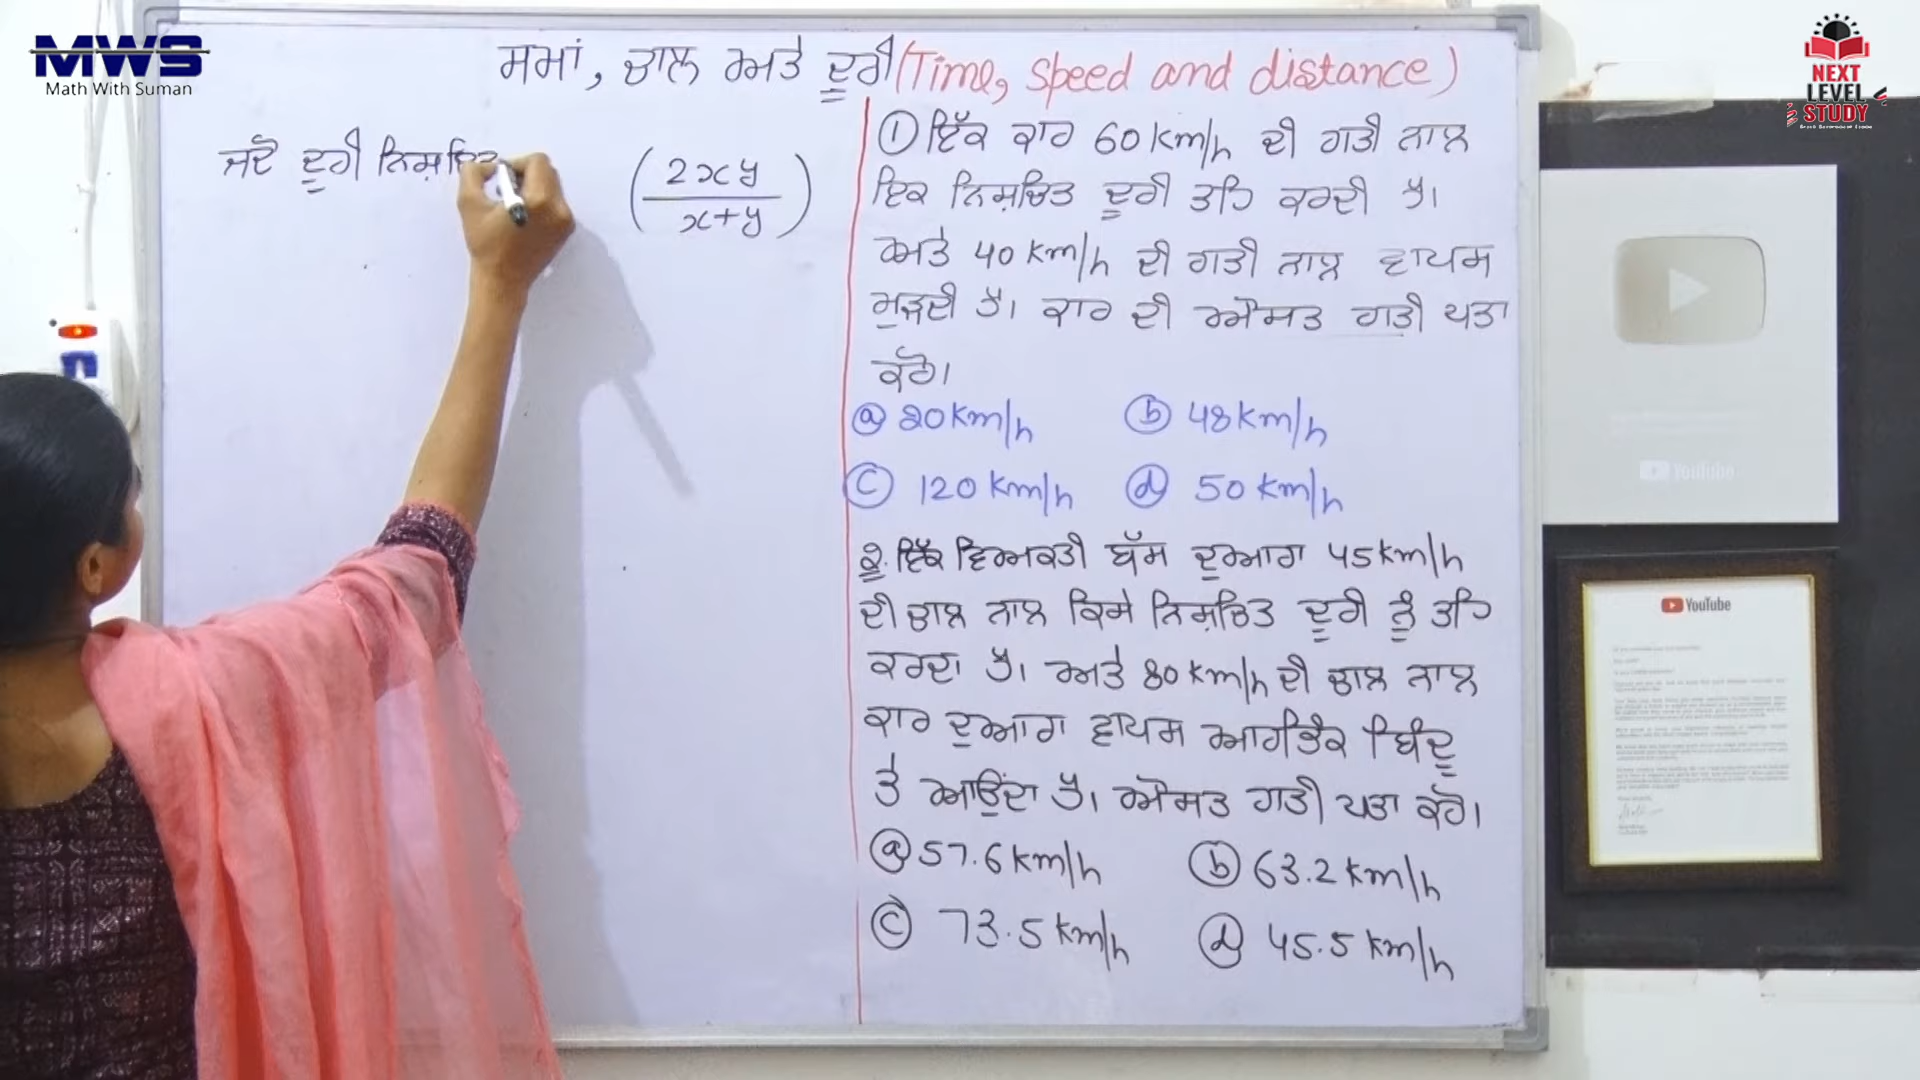 MWS
Math With Suman
NEXT
LEVEL
STUDY
ਸਮਾਂ, ਚਾਲ ਅਤੇ ਦੂਰੀ (Time, speed and distance)
ਜਦੋਂ ਦੂਰੀ ਨਿਸ਼ਚਿਤ
(2xy / x+y)
① ਇੱਕ ਕਾਰ 60 km/h ਦੀ ਗਤੀ ਨਾਲ
ਇਕ ਨਿਸ਼ਚਿਤ ਦੂਰੀ ਤਹਿ ਕਰਦੀ ਹੈ।
ਅਤੇ 40 km/h ਦੀ ਗਤੀ ਨਾਲ ਵਾਪਸ
ਮੁੜਦੀ ਹੈ। ਕਾਰ ਦੀ ਔਸਤ ਗਤੀ ਪਤਾ
ਕਰੋ।
ⓐ 20 km/h ⓑ 48 km/h
ⓒ 120 km/h ⓓ 50 km/h
2. ਇੱਕ ਵਿਅਕਤੀ ਬੱਸ ਦੁਆਰਾ 45 km/h
ਦੀ ਚਾਲ ਨਾਲ ਕਿਸੇ ਨਿਸ਼ਚਿਤ ਦੂਰੀ ਨੂੰ ਤਹਿ
ਕਰਦਾ ਹੈ। ਅਤੇ 80 km/h ਦੀ ਚਾਲ ਨਾਲ
ਕਾਰ ਦੁਆਰਾ ਵਾਪਸ ਆਰੰਭਿਕ ਬਿੰਦੂ
ਤੇ ਆਉਂਦਾ ਹੈ। ਔਸਤ ਗਤੀ ਪਤਾ ਕਰੋ।
ⓐ 57.6 km/h ⓑ 63.2 km/h
ⓒ 73.5 km/h ⓓ 45.5 km/h
YouTube
YouTube